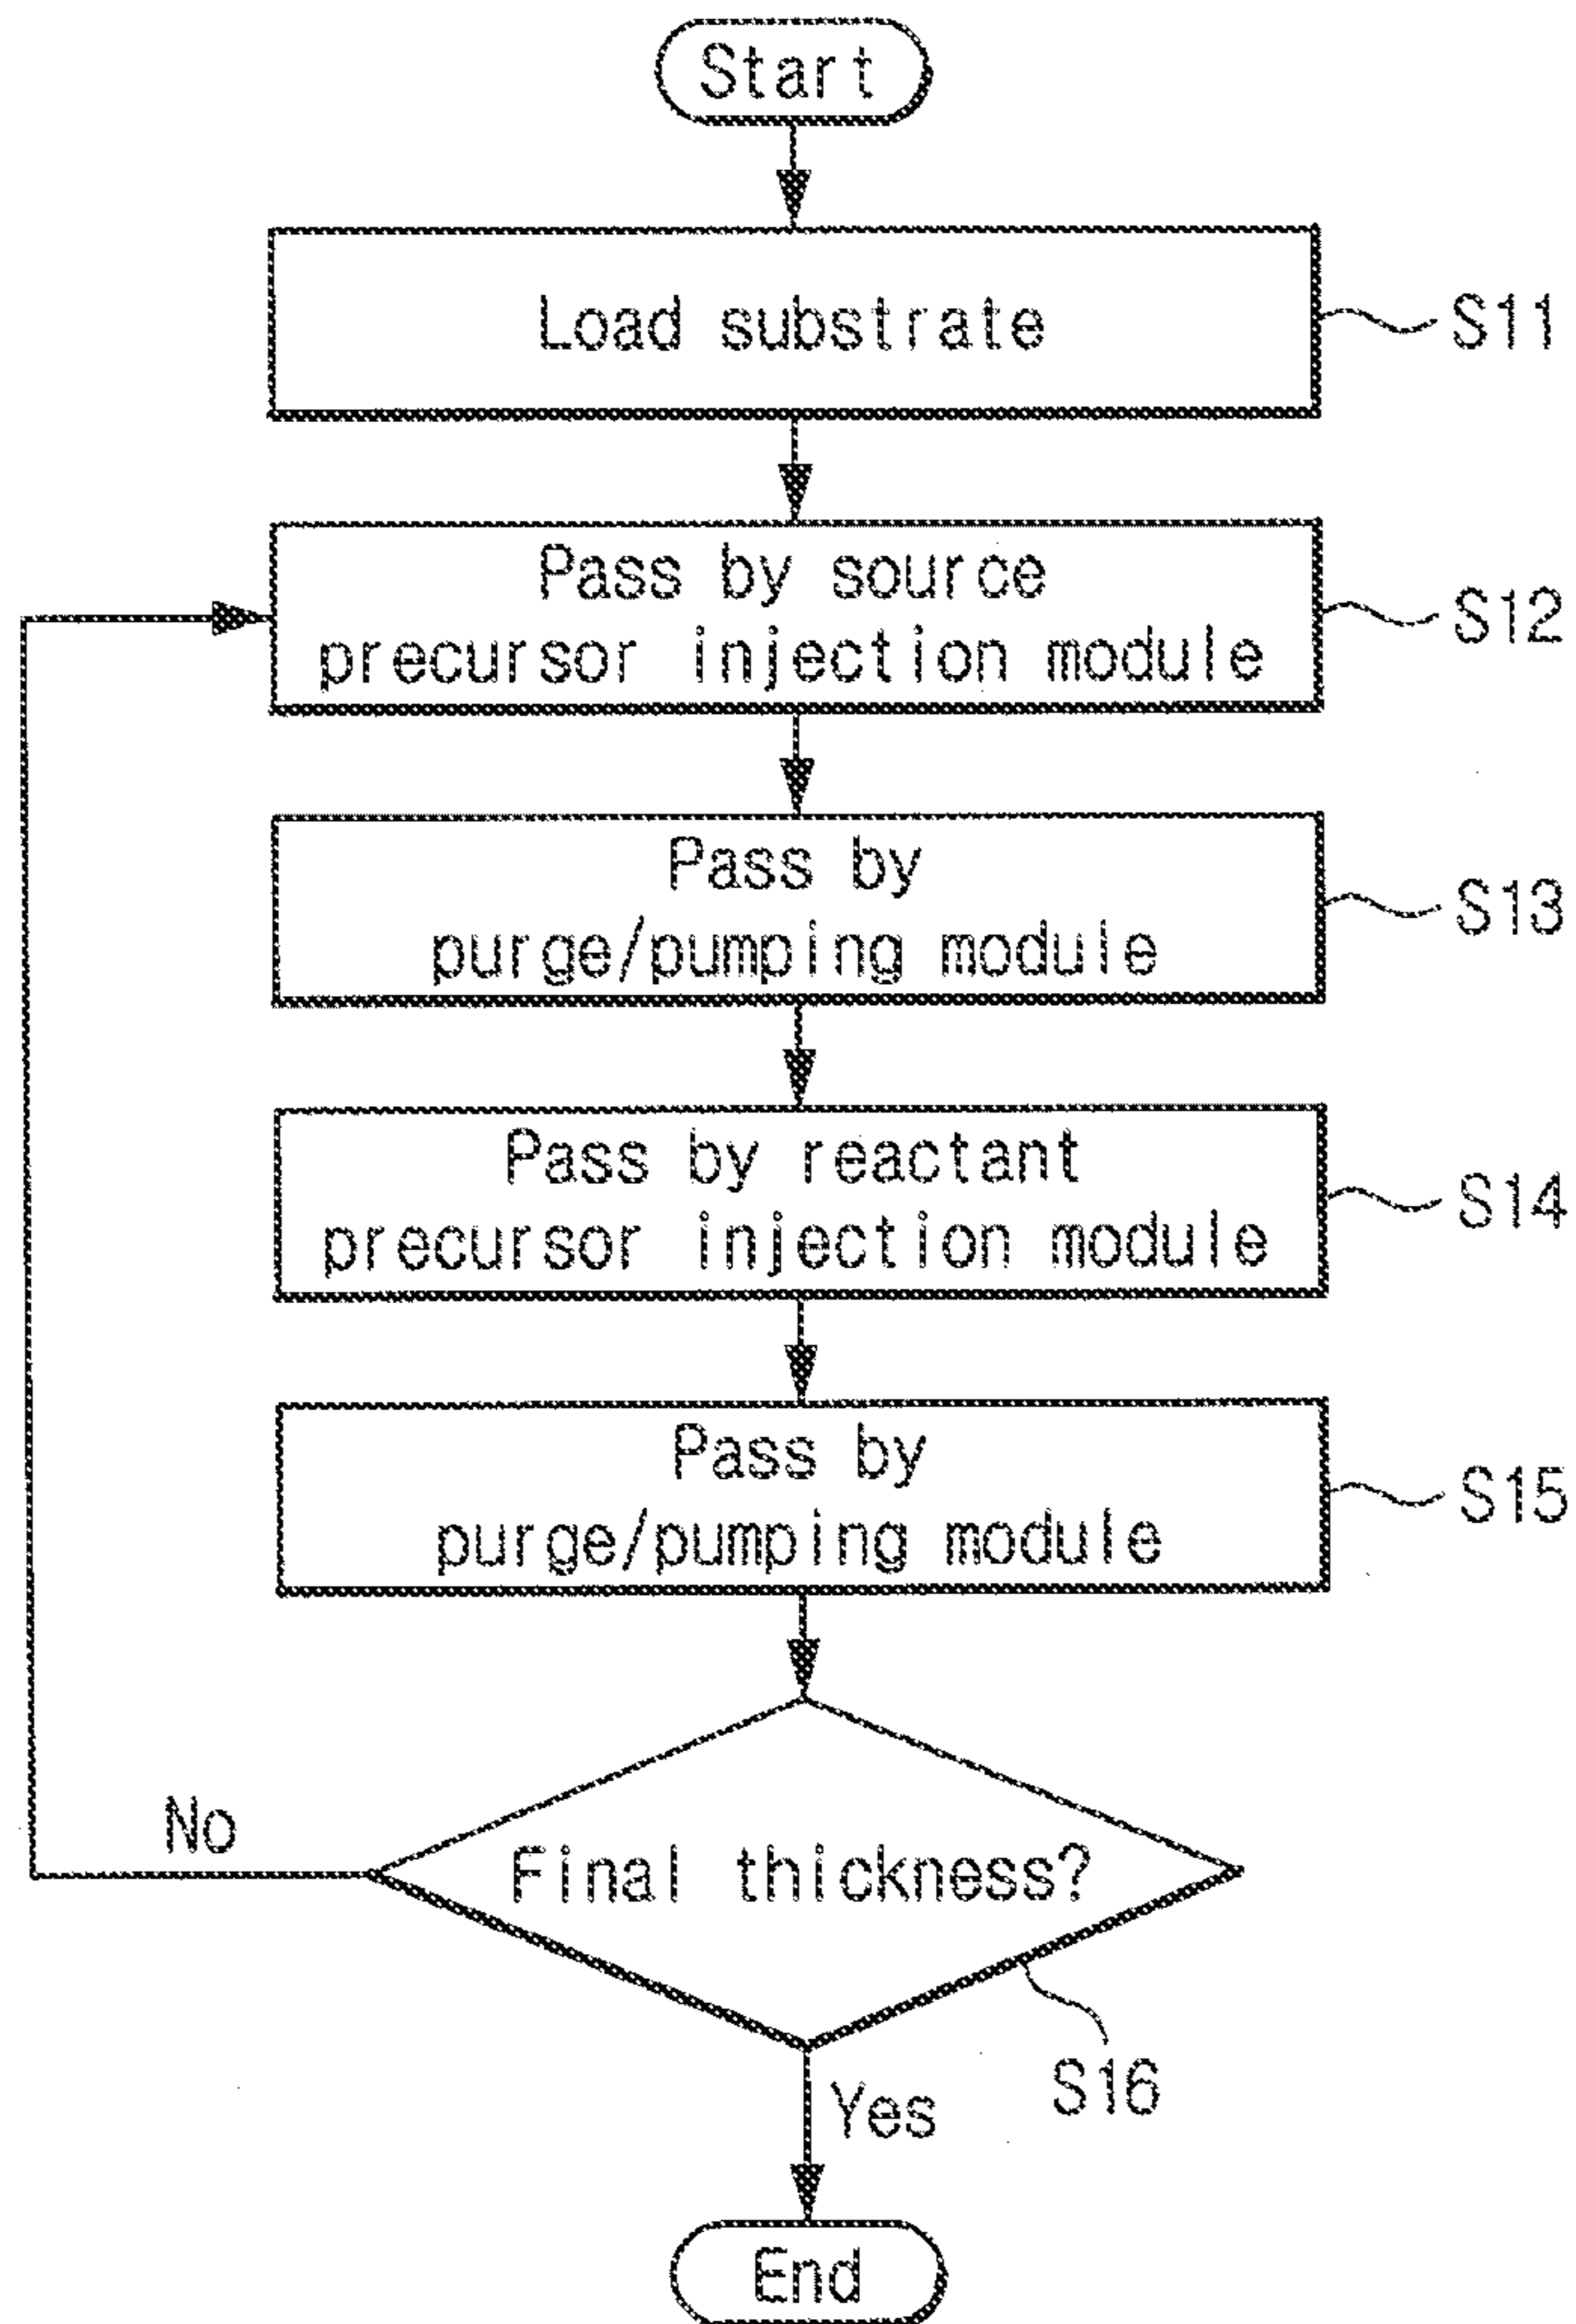 Start
Load substrate
S11
Pass by source
precursor injection module
S12
Pass by
purge/pumping module
S13
Pass by reactant
precursor injection module
S14
Pass by
purge/pumping module
S15
No
Final thickness?
S16
Yes
End